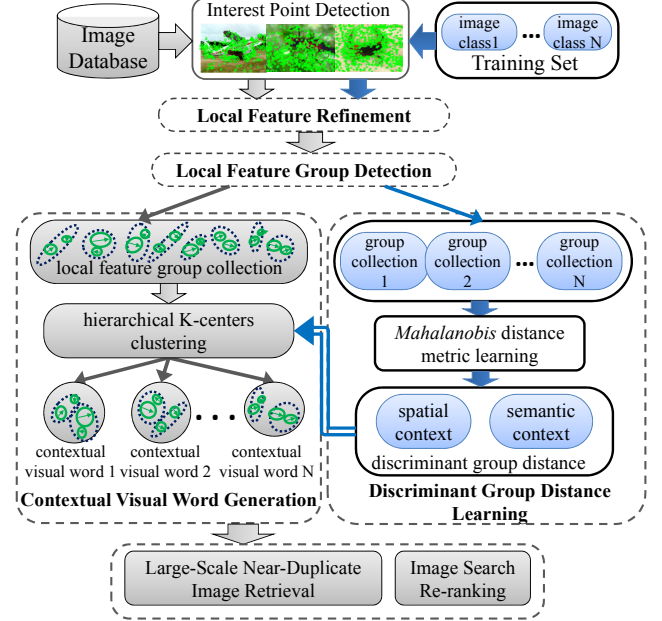 Image
Database
Interest Point Detection
image
class1
...
image
class N
Training Set
Local Feature Refinement
Local Feature Group Detection
local feature group collection
hierarchical K-centers
clustering
contextual
visual word 1
contextual
visual word 2
. . .
contextual
visual word N
Contextual Visual Word Generation
group
collection
1
group
collection
2
...
group
collection
N
Mahalanobis distance
metric learning
spatial
context
semantic
context
discriminant group distance
Discriminant Group Distance
Learning
Large-Scale Near-Duplicate
Image Retrieval
Image Search
Re-ranking